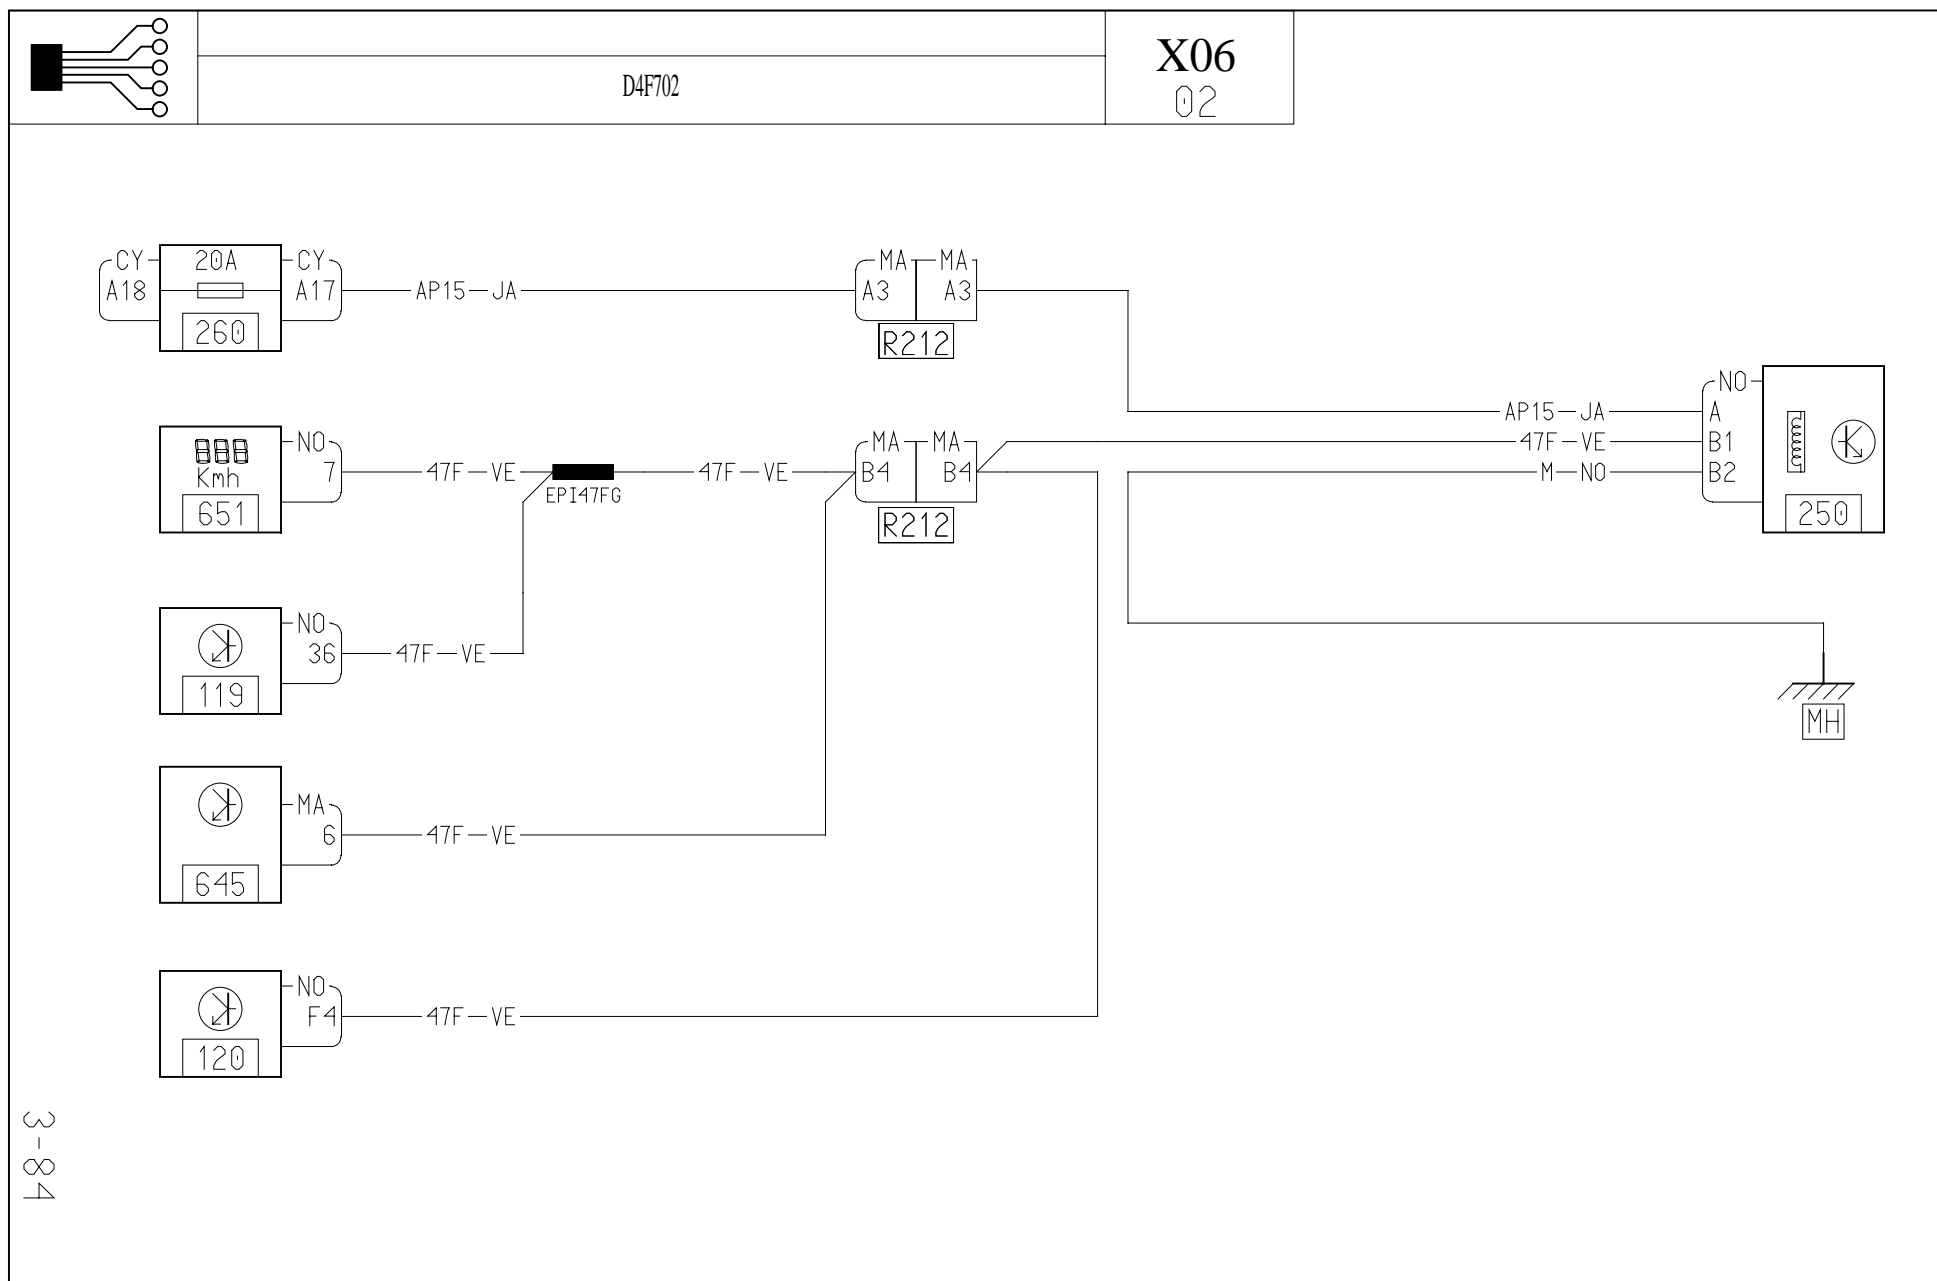 X06
D4F702
02
CY 20A CY MA MA
A18 A17 AP15 JA A3 A3
260 R212
NO
AP15 JA A
NO MA MA 47F VE B1
Kmh 7 47F VE 47F VE B4 B4 M NO B2
EPI47FG
651 R212 250
NO
36 47F VE
119
MH
MA
6 47F VE
645
NO
F4 47F VE
120
3-84